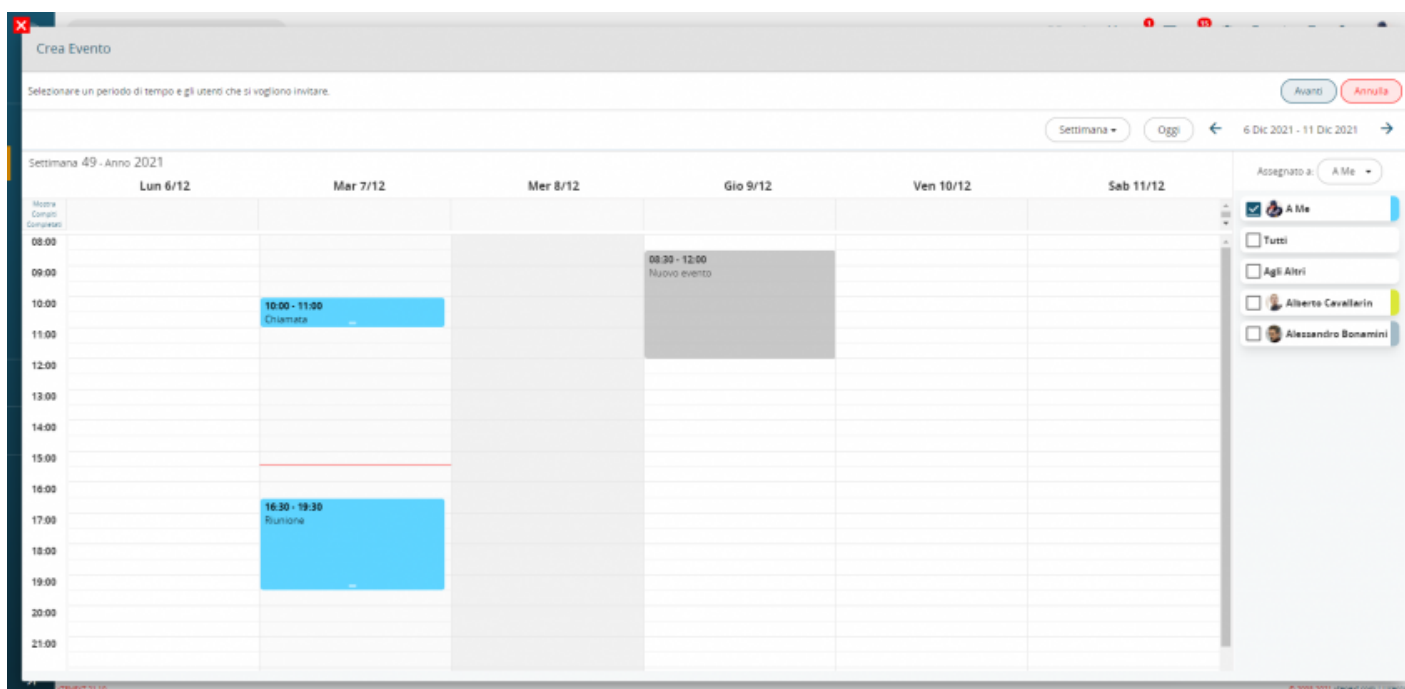 1
15
Crea Evento
Selezionare un periodo di tempo e gli utenti che si vogliono invitare.
Avanti
Annulla
Settimana
Oggi
6 Dic 2021 - 11 Dic 2021
Settimana 49 - Anno 2021
Assegnato a:
A Me
Lun 6/12
Mar 7/12
Mer 8/12
Gio 9/12
Ven 10/12
Sab 11/12
Mostra
Compiti
Completati
A Me
Tutti
Agli Altri
Alberto Cavallarin
Alessandro Bonamini
08:00
09:00
10:00
11:00
12:00
13:00
14:00
15:00
16:00
17:00
18:00
19:00
20:00
21:00
08:30 - 12:00
Nuovo evento
10:00 - 11:00
Chiamata
16:30 - 19:30
Riunione